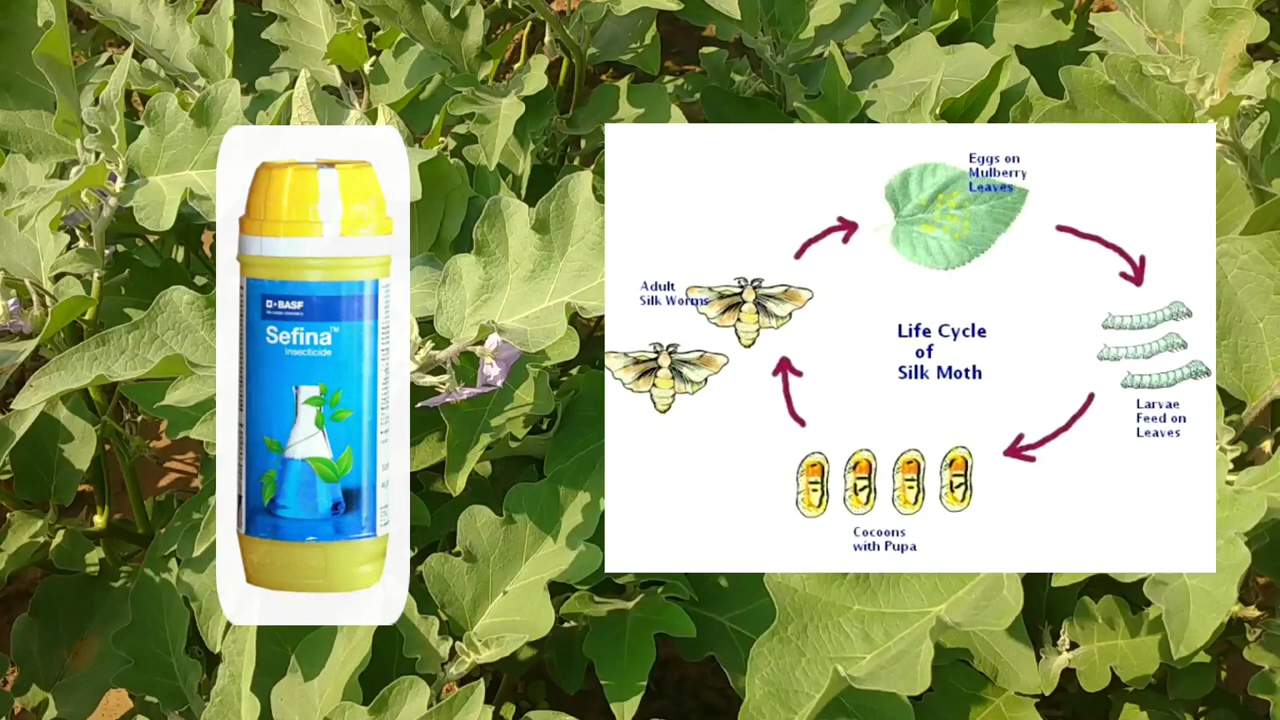 BASF
Sefina™
Insecticide
Eggs on
Mulberry
Leaves
Adult
Silk Worms
Life Cycle
of
Silk Moth
Larvae
Feed on
Leaves
Cocoons
with Pupa